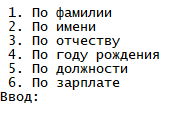 1. По фамилии
2. По имени
3. По отчеству
4. По году рождения
5. По должности
6. По зарплате
Ввод: